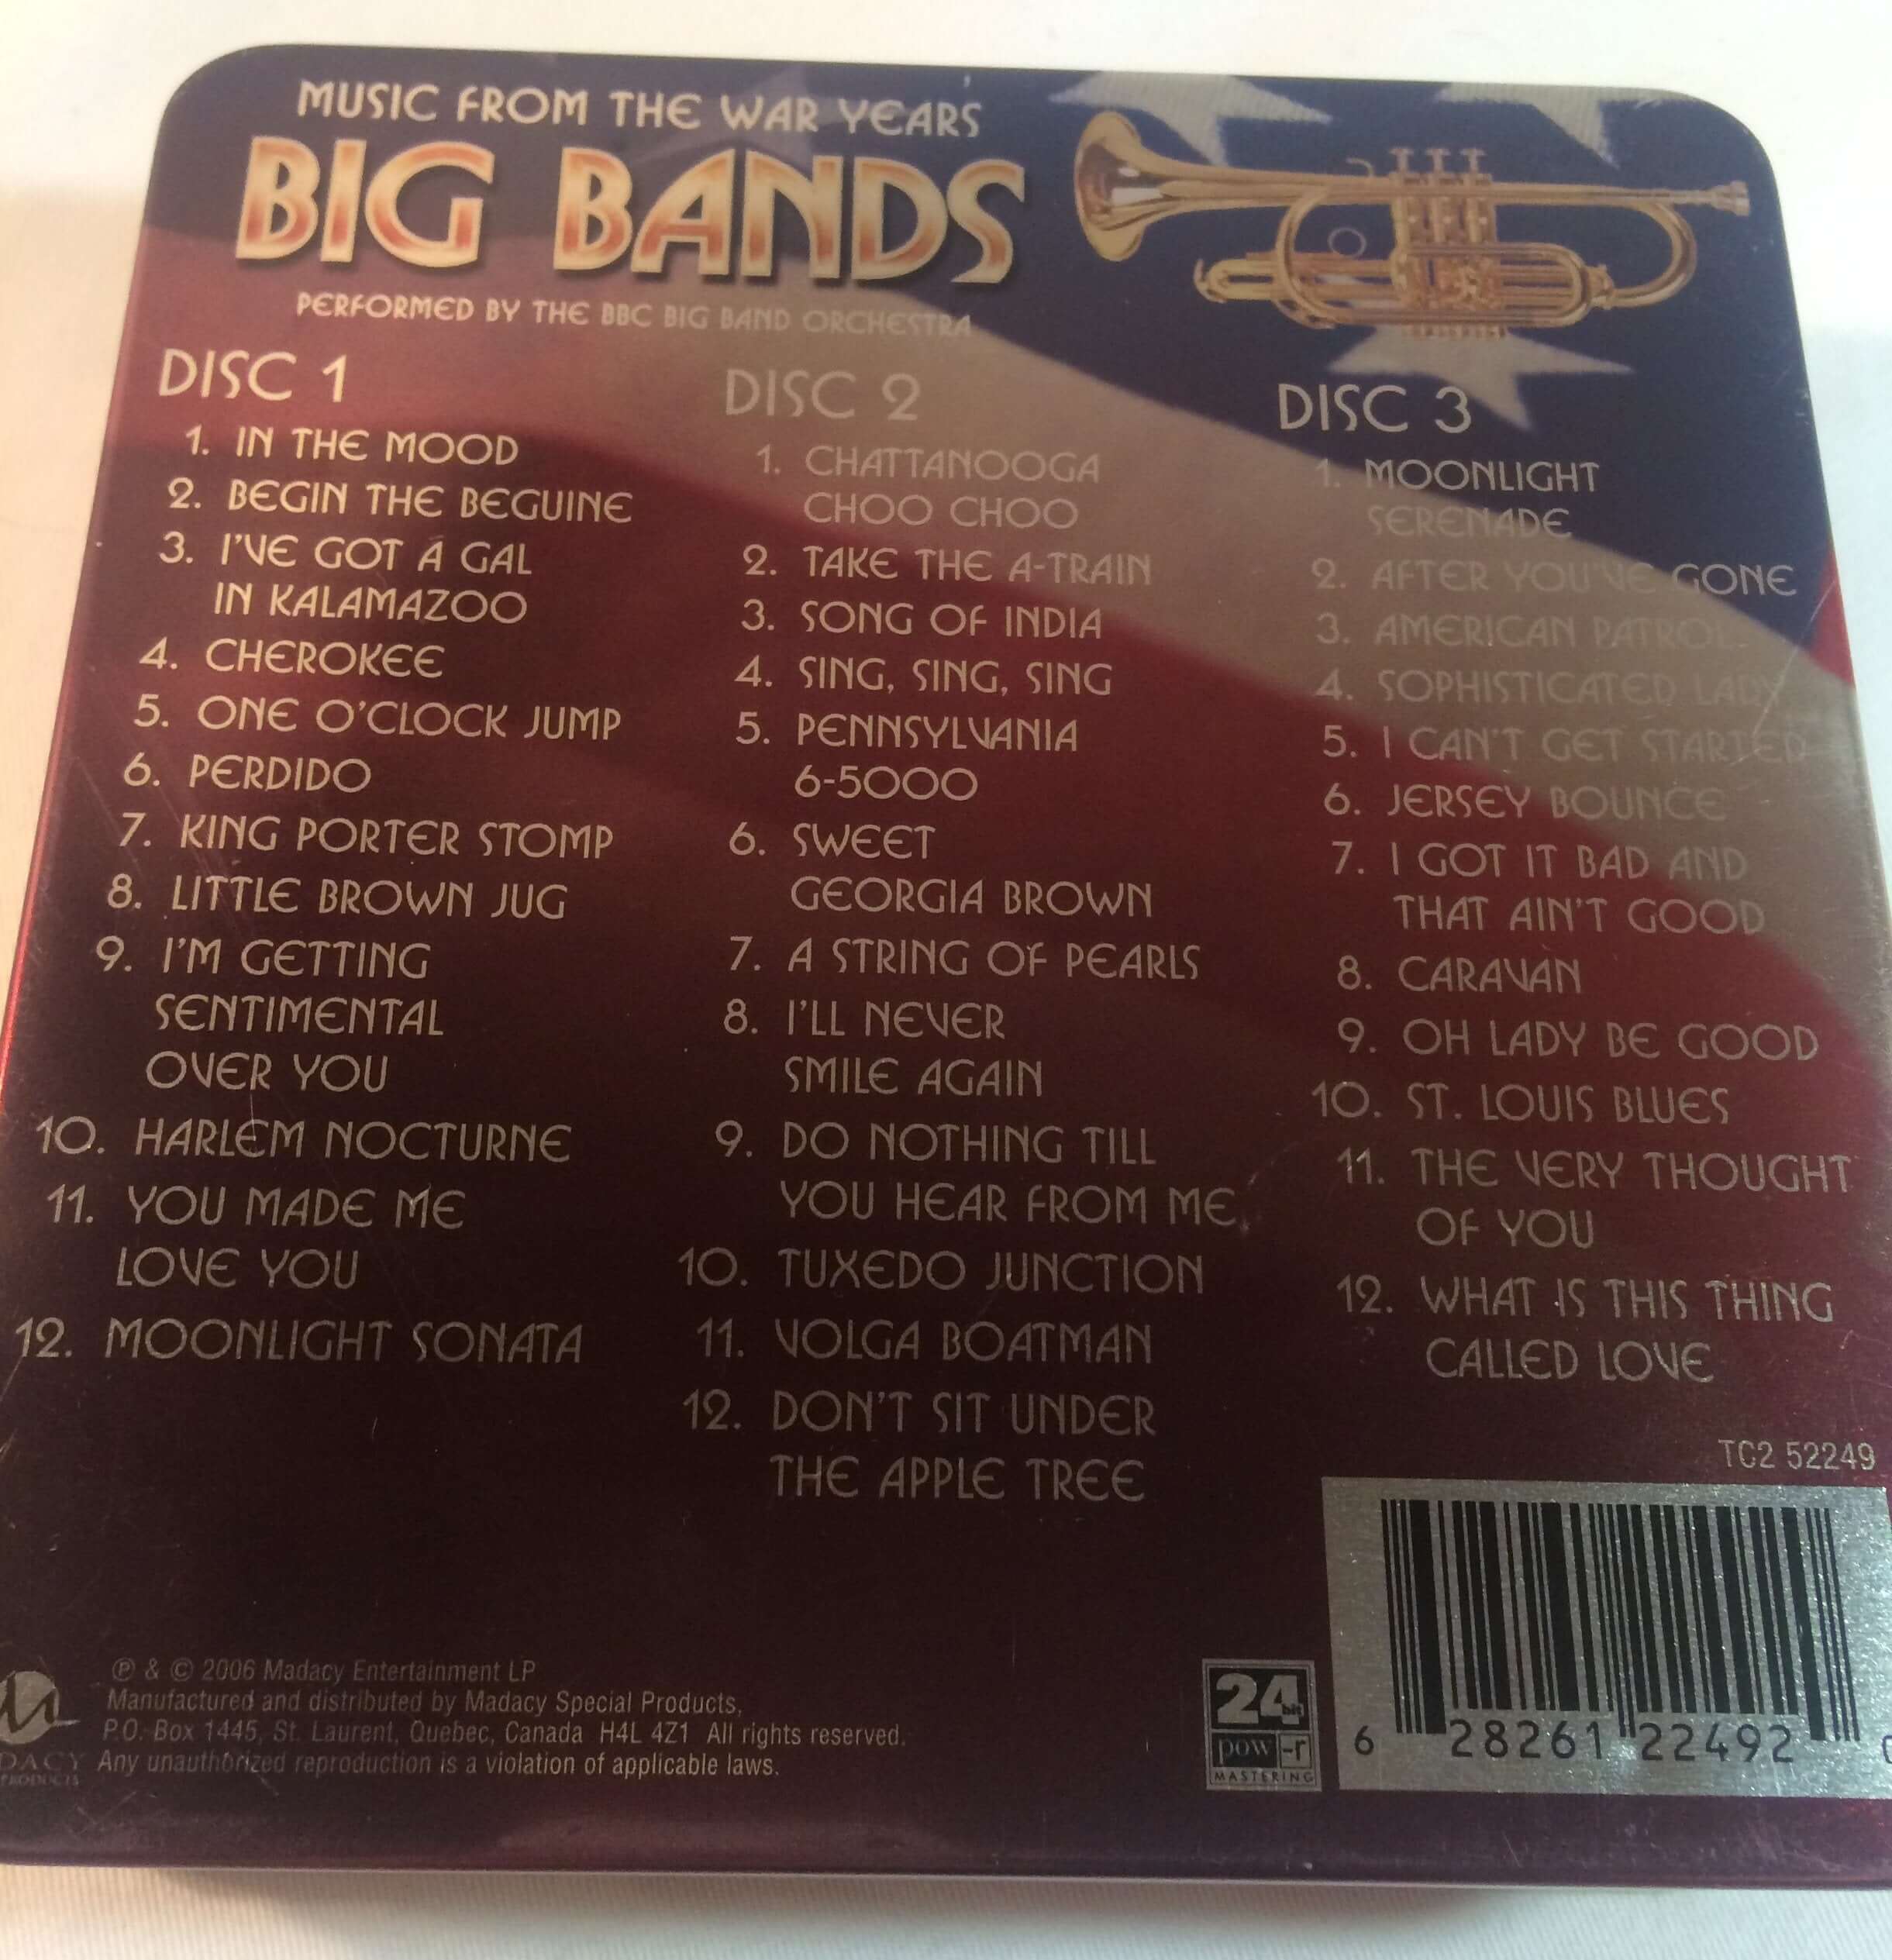 MUSIC FROM THE WAR YEARS
BIG BANDS
PERFORMED BY THE BBC BIG BAND ORCHESTRA
DISC 1
1. IN THE MOOD
2. BEGIN THE BEGUINE
3. I'VE GOT A GAL
IN KALAMAZOO
4. CHEROKEE
5. ONE O'CLOCK JUMP
6. PERDIDO
7. KING PORTER STOMP
8. LITTLE BROWN JUG
9. I'M GETTING
SENTIMENTAL
OVER YOU
10. HARLEM NOCTURNE
11. YOU MADE ME
LOVE YOU
12. MOONLIGHT SONATA
DISC 2
1. CHATTANOOGA
CHOO CHOO
2. TAKE THE A-TRAIN
3. SONG OF INDIA
4. SING, SING, SING
5. PENNSYLVANIA
6-5000
6. SWEET
GEORGIA BROWN
7. A STRING OF PEARLS
8. I'LL NEVER
SMILE AGAIN
9. DO NOTHING TILL
YOU HEAR FROM ME
10. TUXEDO JUNCTION
11. VOLGA BOATMAN
12. DON'T SIT UNDER
THE APPLE TREE
DISC 3
1. MOONLIGHT
SERENADE
2. AFTER YOU'VE GONE
3. AMERICAN PATROL
4. SOPHISTICATED LADY
5. I CAN'T GET STARTED
6. JERSEY BOUNCE
7. I GOT IT BAD AND
THAT AIN'T GOOD
8. CARAVAN
9. OH LADY BE GOOD
10. ST. LOUIS BLUES
11. THE VERY THOUGHT
OF YOU
12. WHAT IS THIS THING
CALLED LOVE
TC2 52249
6 28261 22492 0
24 bit
pow-r
MASTERING
℗ & © 2006 Madacy Entertainment LP
Manufactured and distributed by Madacy Special Products,
P.O. Box 1445, St. Laurent, Quebec, Canada H4L 4Z1 All rights reserved.
Any unauthorized reproduction is a violation of applicable laws.
DACY
PRODUCTS